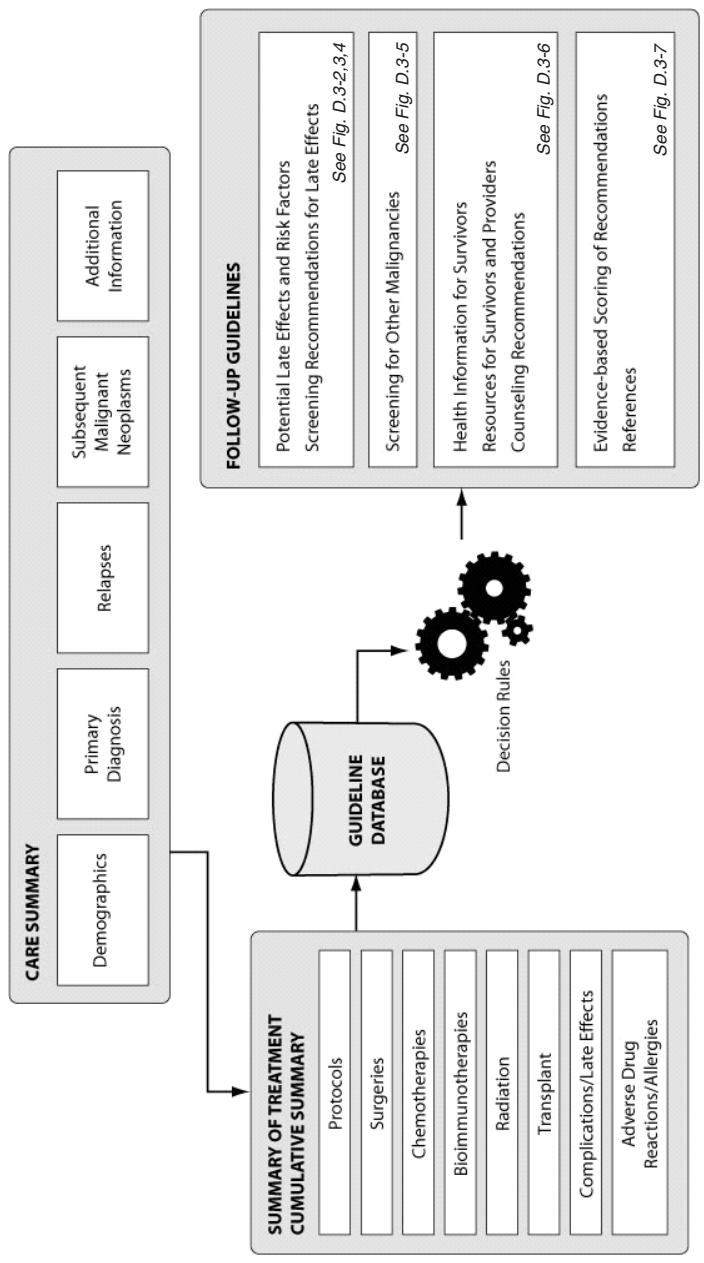 CARE SUMMARY
Demographics
Primary
Diagnosis
Relapses
Subsequent
Malignant
Neoplasms
Additional
Information
SUMMARY OF TREATMENT
CUMULATIVE SUMMARY
Protocols
Surgeries
Chemotherapies
Bioimmunotherapies
Radiation
Transplant
Complications/Late Effects
Adverse Drug
Reactions/Allergies
GUIDELINE
DATABASE
Decision Rules
FOLLOW-UP GUIDELINES
Potential Late Effects and Risk Factors
Screening Recommendations for Late Effects
See Fig. D.3-2,3,4
Screening for Other Malignancies
See Fig. D.3-5
Health Information for Survivors
Resources for Survivors and Providers
Counseling Recommendations
See Fig. D.3-6
Evidence-based Scoring of Recommendations
References
See Fig. D.3-7